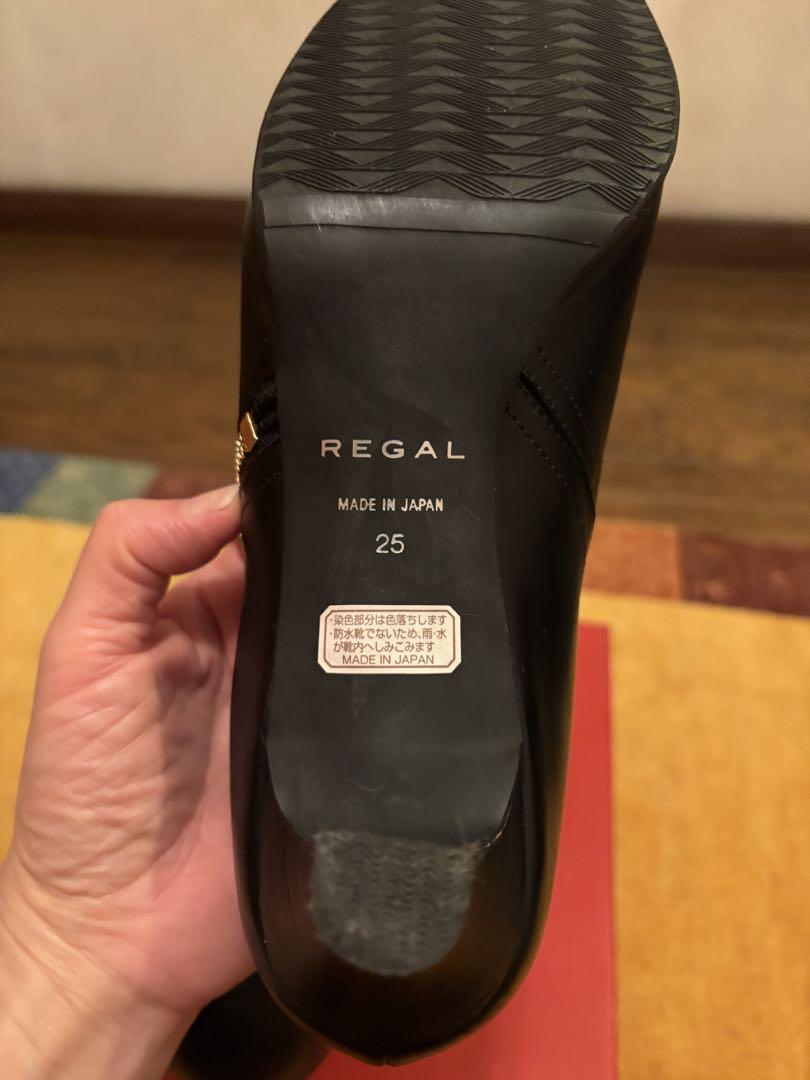 REGAL
MADE IN JAPAN
25
・染色部分は色落ちします
・防水靴でないため、雨・水
が靴内へしみこみます
MADE IN JAPAN